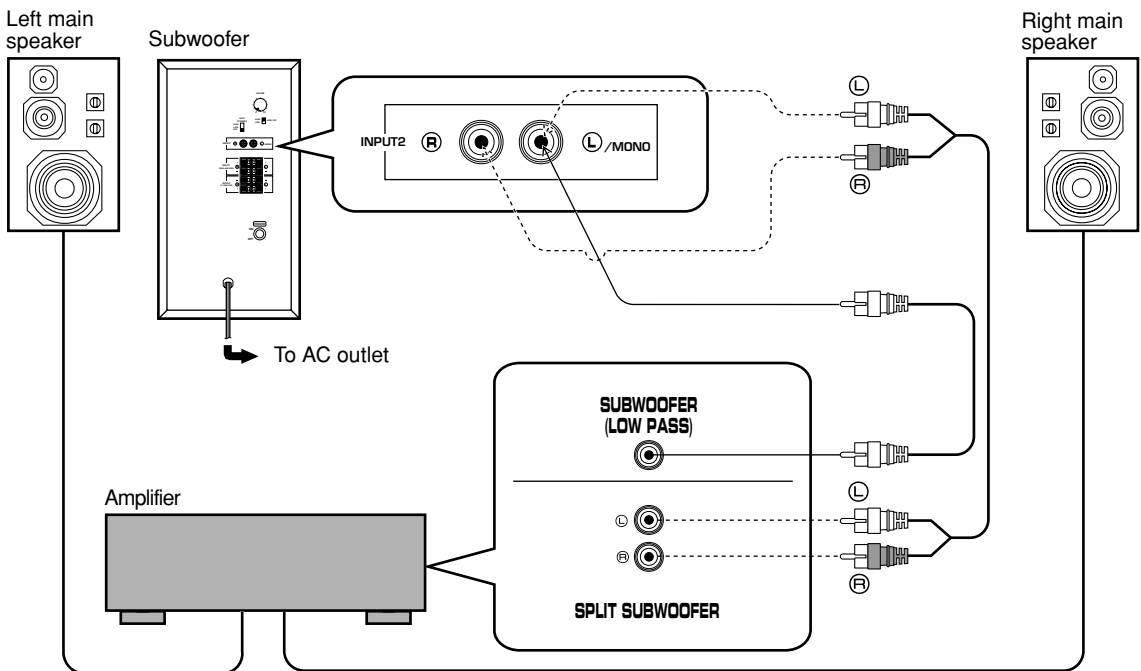 Left main
speaker
Subwoofer
Right main
speaker
INPUT2 R L /MONO
L
R
To AC outlet
SUBWOOFER
(LOW PASS)
Amplifier
L
L
R
R
SPLIT SUBWOOFER